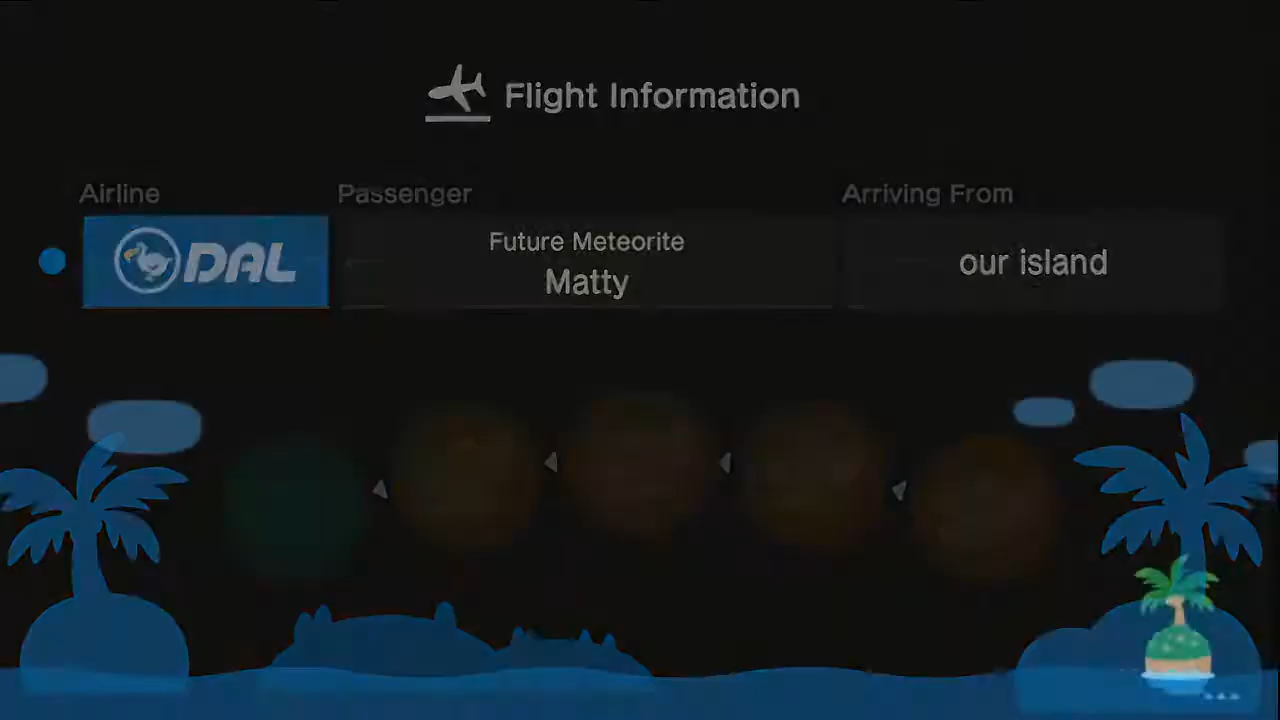 Flight Information
Airline
Passenger
Arriving From
DAL
Future Meteorite
Matty
our island